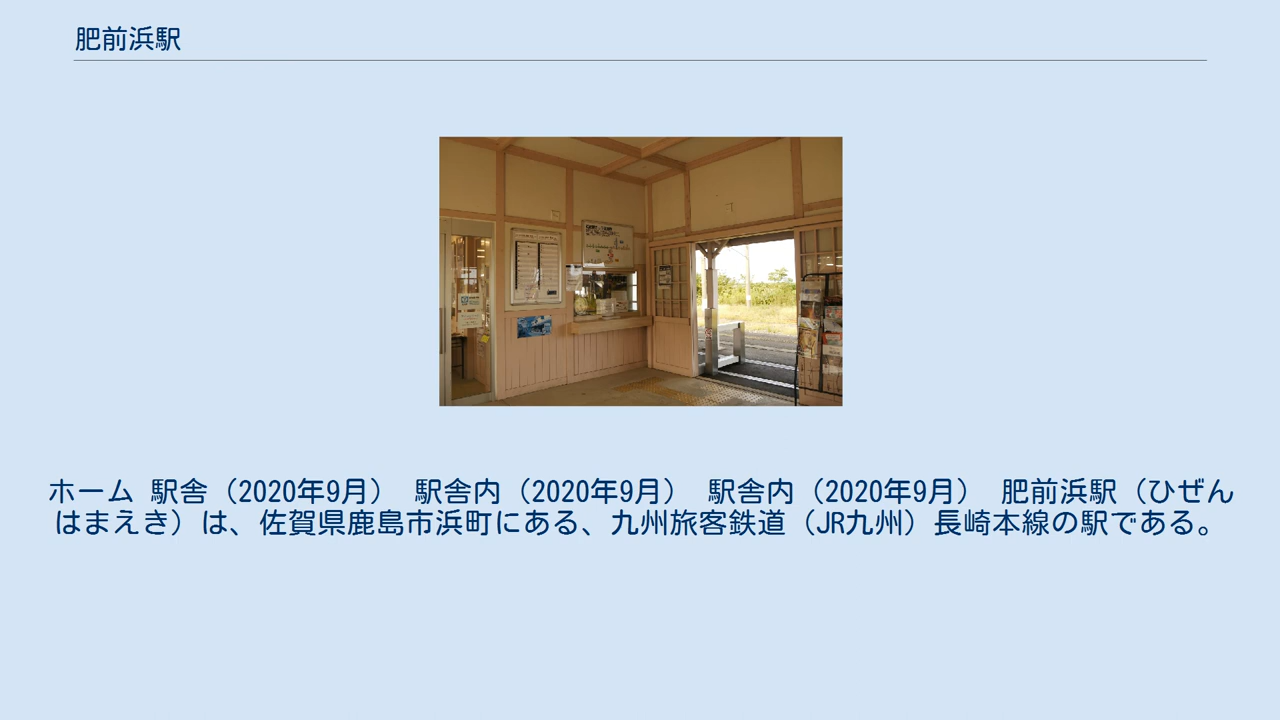 肥前浜駅
ホーム 駅舎（2020年9月） 駅舎内（2020年9月） 駅舎内（2020年9月） 肥前浜駅（ひぜん
はまえき）は、佐賀県鹿島市浜町にある、九州旅客鉄道（JR九州）長崎本線の駅である。